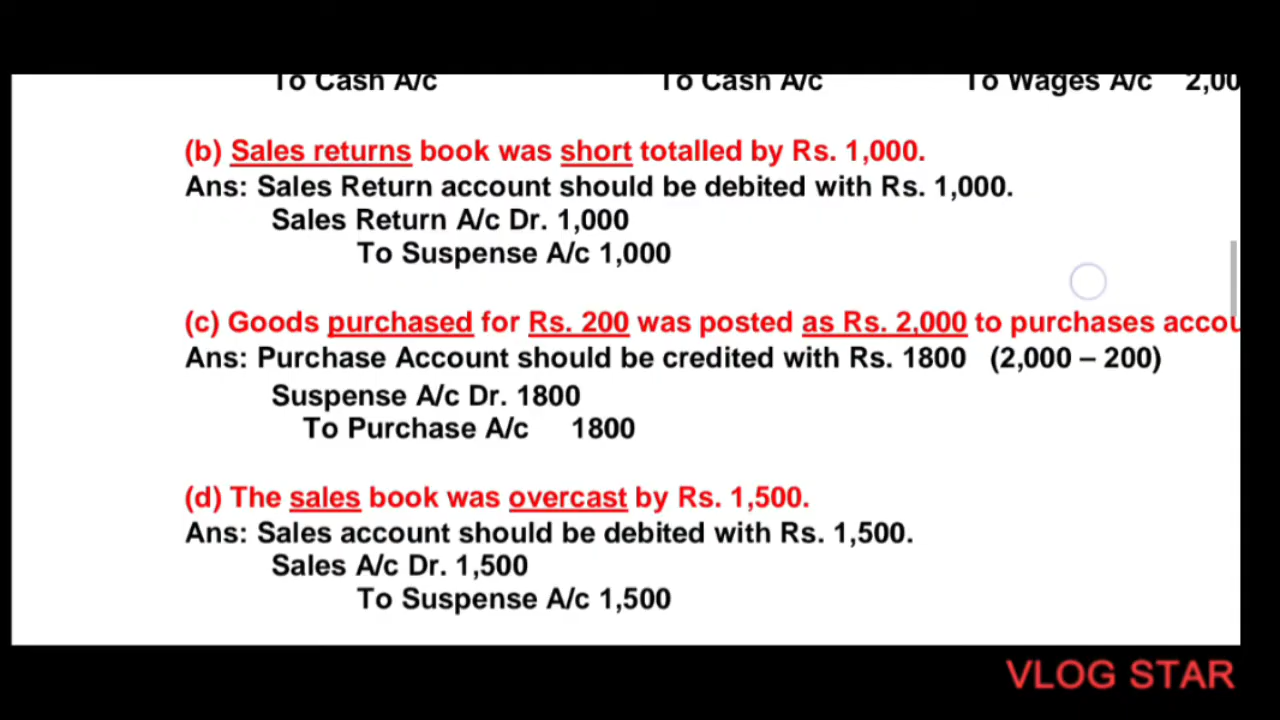 To Cash A/c To Cash A/c To Wages A/c 2,00
(b) Sales returns book was short totalled by Rs. 1,000.
Ans: Sales Return account should be debited with Rs. 1,000.
Sales Return A/c Dr. 1,000
To Suspense A/c 1,000
(c) Goods purchased for Rs. 200 was posted as Rs. 2,000 to purchases accou
Ans: Purchase Account should be credited with Rs. 1800 (2,000 – 200)
Suspense A/c Dr. 1800
To Purchase A/c 1800
(d) The sales book was overcast by Rs. 1,500.
Ans: Sales account should be debited with Rs. 1,500.
Sales A/c Dr. 1,500
To Suspense A/c 1,500
VLOG STAR